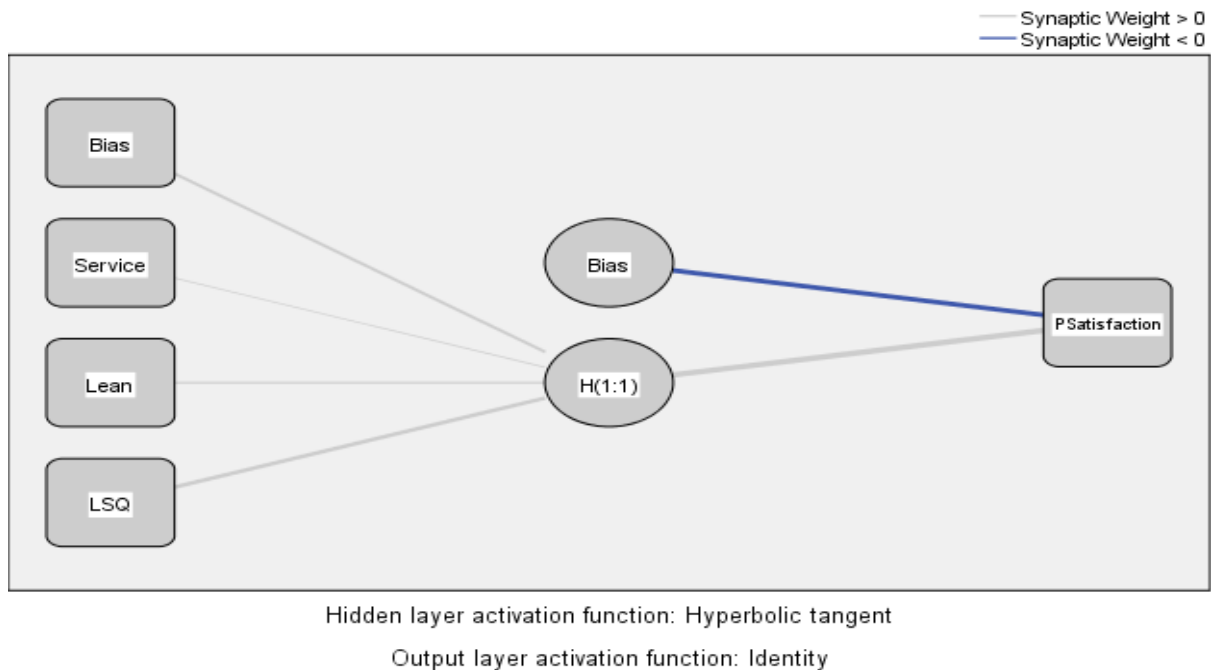 Synaptic Weight > 0
Synaptic Weight < 0
Bias
Service
Lean
LSQ
Bias
H(1:1)
PSatisfaction
Hidden layer activation function: Hyperbolic tangent
Output layer activation function: Identity